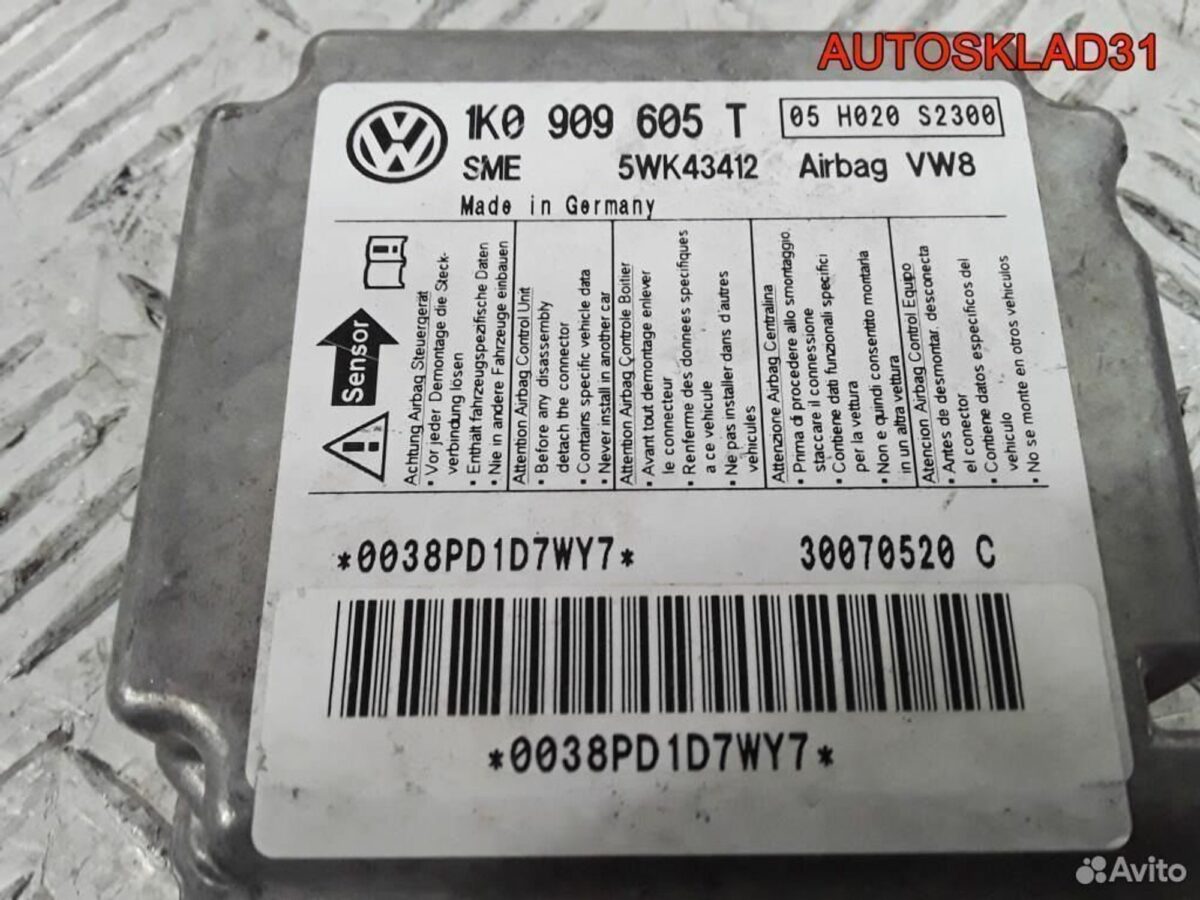 AUTOSKLAD31
1K0 909 605 T
05 H020 S2300
SME 5WK43412 Airbag VW8
Made in Germany
Sensor
Achtung Airbag Steuergerät
• Vor jeder Demontage die Steck-
verbindung lösen
• Enthält fahrzeugspezifische Daten
• Nie in andere Fahrzeuge einbauen
Attention Airbag Control Unit
• Before any disassembly
detach the connector
• Contains specific vehicle data
• Never install in another car
Attention Airbag Controle Boitier
• Avant tout demontage enlever
le connecteur
• Renferme des donnees specifiques
a ce vehicule
• Ne pas installer dans d'autres
vehicules
Attenzione Airbag Centralina
• Prima di procedere allo smontaggio
staccare il connessione
• Contiene dati funzionali specifici
per la vettura
• Non e quindi consentito montarla
in un altra vettura
Atencion Airbag Control Equipo
• Antes de desmontar, desconecta
el conector
• Contiene datos especificos del
vehiculo
• No se monte en otros vehiculos
*0038PD1D7WY7*
30070520 C
*0038PD1D7WY7*
Avito